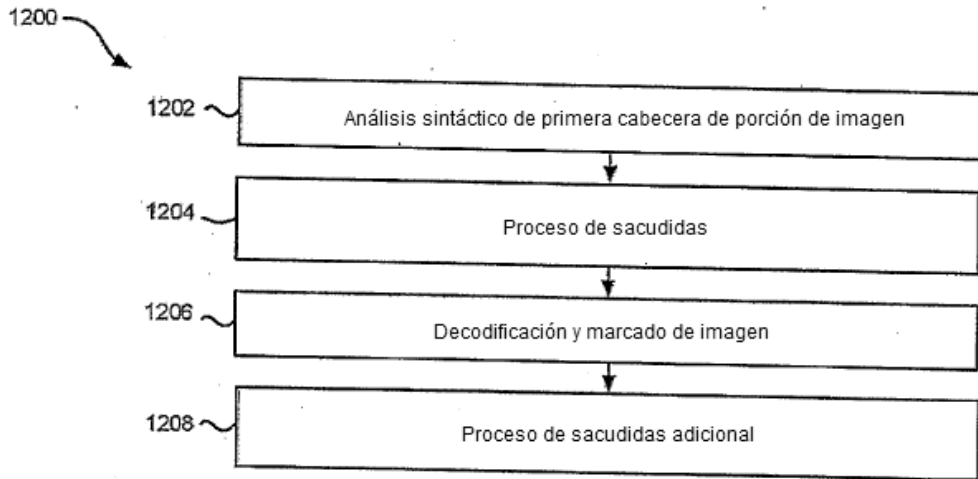 1200
1202
Análisis sintáctico de primera cabecera de porción de imagen
1204
Proceso de sacudidas
1206
Decodificación y marcado de imagen
1208
Proceso de sacudidas adicional